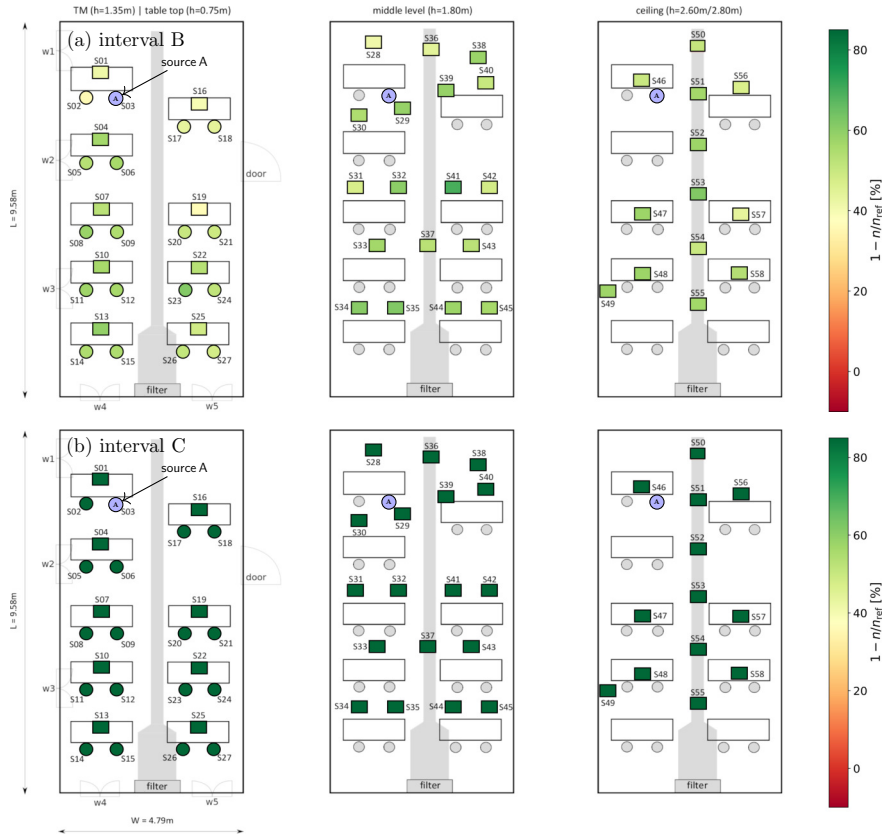 TM (h=1.35m) | table top (h=0.75m)
middle level (h=1.80m)
ceiling (h=2.60m/2.80m)
(a) interval B
source A
w1
w2
w3
w4
w5
L = 9.58m
door
filter
S01
S02
A
S03
S16
S17
S18
S04
S05
S06
S07
S08
S09
S19
S20
S21
S10
S11
S12
S22
S23
S24
S13
S14
S15
S25
S26
S27
S28
S36
S38
S39
S40
A
S29
S30
S31
S32
S41
S42
S33
S37
S43
S34
S35
S44
S45
filter
S50
S46
A
S51
S56
S52
S53
S47
S57
S54
S48
S58
S49
S55
filter
80
60
40
20
0
1 − n/nref [%]
(b) interval C
source A
w1
w2
w3
w4
w5
L = 9.58m
W = 4.79m
door
filter
S01
S02
A
S03
S16
S17
S18
S04
S05
S06
S07
S08
S09
S19
S20
S21
S10
S11
S12
S22
S23
S24
S13
S14
S15
S25
S26
S27
S28
S36
S38
S39
S40
A
S29
S30
S31
S32
S41
S42
S33
S37
S43
S34
S35
S44
S45
filter
S50
S46
A
S51
S56
S52
S53
S47
S57
S54
S48
S58
S49
S55
filter
80
60
40
20
0
1 − n/nref [%]